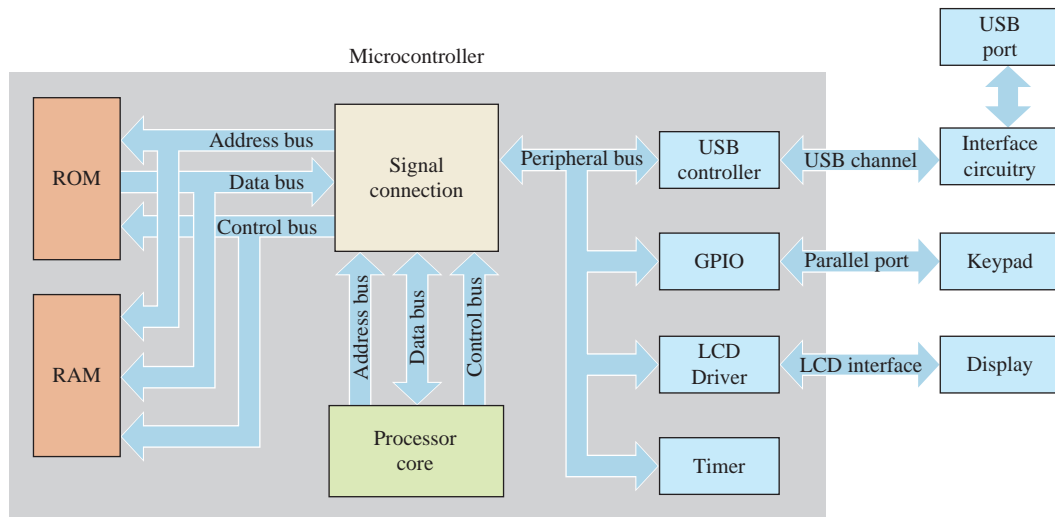 USB
port
Microcontroller
ROM
Address bus
Data bus
Control bus
Signal
connection
Peripheral bus
USB
controller
USB channel
Interface
circuitry
GPIO
Parallel port
Keypad
RAM
Address bus
Data bus
Control bus
LCD
Driver
LCD interface
Display
Processor
core
Timer